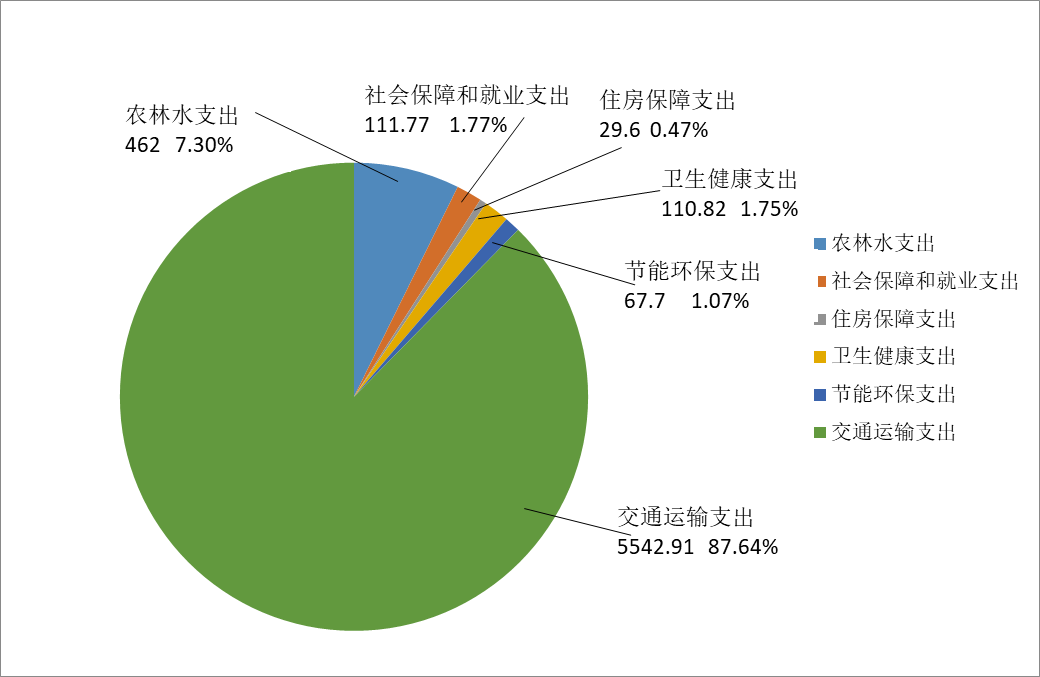 农林水支出
462 7.30%
社会保障和就业支出
111.77 1.77%
住房保障支出
29.6 0.47%
卫生健康支出
110.82 1.75%
节能环保支出
67.7 1.07%
农林水支出
社会保障和就业支出
住房保障支出
卫生健康支出
节能环保支出
交通运输支出
交通运输支出
5542.91 87.64%